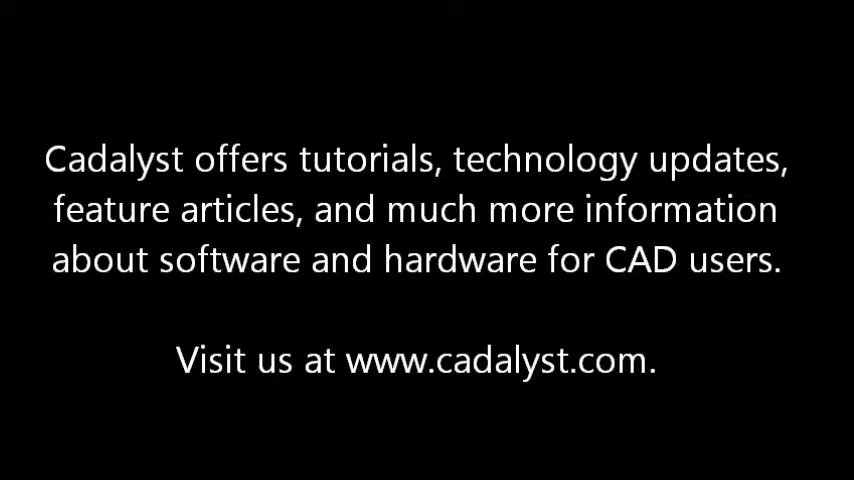 Cadalyst offers tutorials, technology updates,
feature articles, and much more information
about software and hardware for CAD users.
Visit us at www.cadalyst.com.